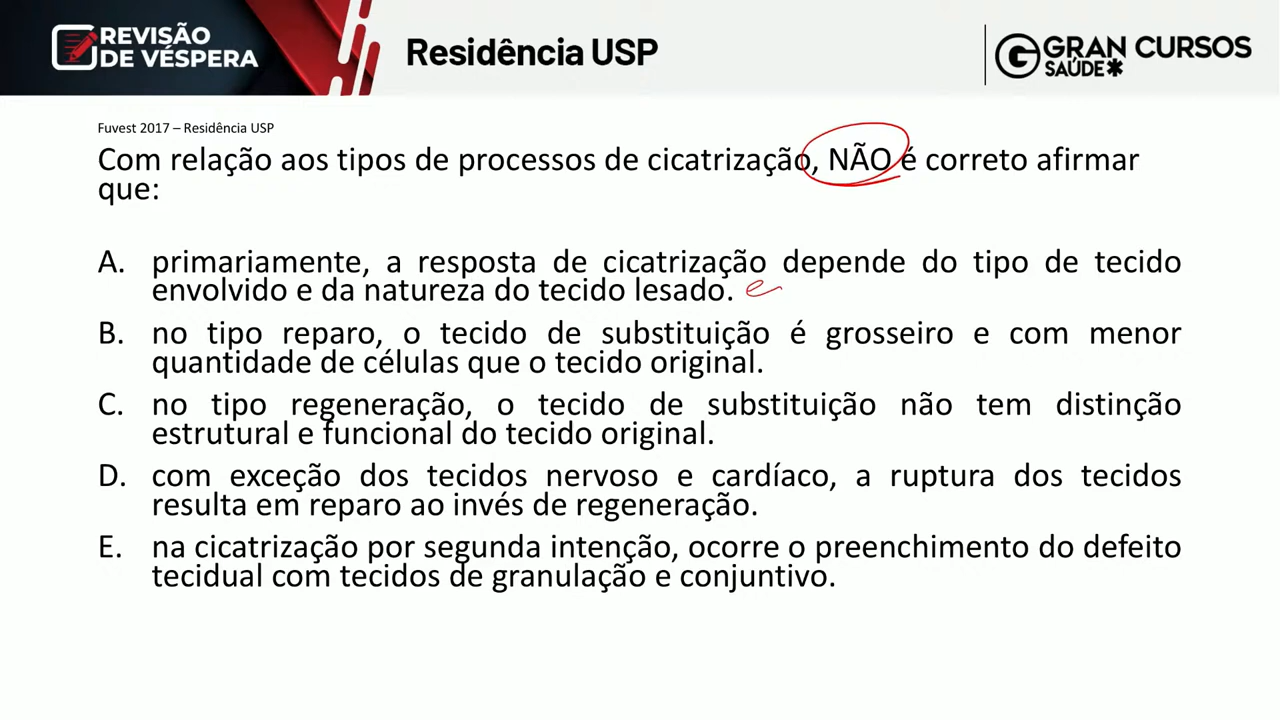 REVISÃO
DE VÉSPERA
Residência USP
GRAN CURSOS
SAÚDE
Fuvest 2017 – Residência USP
Com relação aos tipos de processos de cicatrização, NÃO é correto afirmar
que:
A. primariamente, a resposta de cicatrização depende do tipo de tecido
envolvido e da natureza do tecido lesado.
B. no tipo reparo, o tecido de substituição é grosseiro e com menor
quantidade de células que o tecido original.
C. no tipo regeneração, o tecido de substituição não tem distinção
estrutural e funcional do tecido original.
D. com exceção dos tecidos nervoso e cardíaco, a ruptura dos tecidos
resulta em reparo ao invés de regeneração.
E. na cicatrização por segunda intenção, ocorre o preenchimento do defeito
tecidual com tecidos de granulação e conjuntivo.